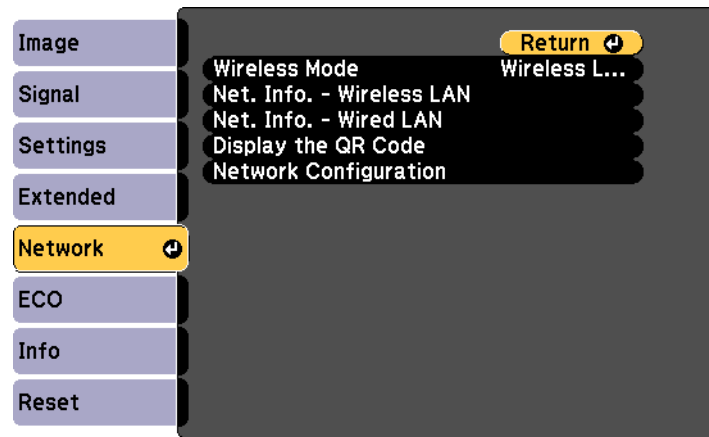 Image
Signal
Settings
Extended
Network
ECO
Info
Reset
Return
Wireless Mode Wireless L...
Net. Info. - Wireless LAN
Net. Info. - Wired LAN
Display the QR Code
Network Configuration